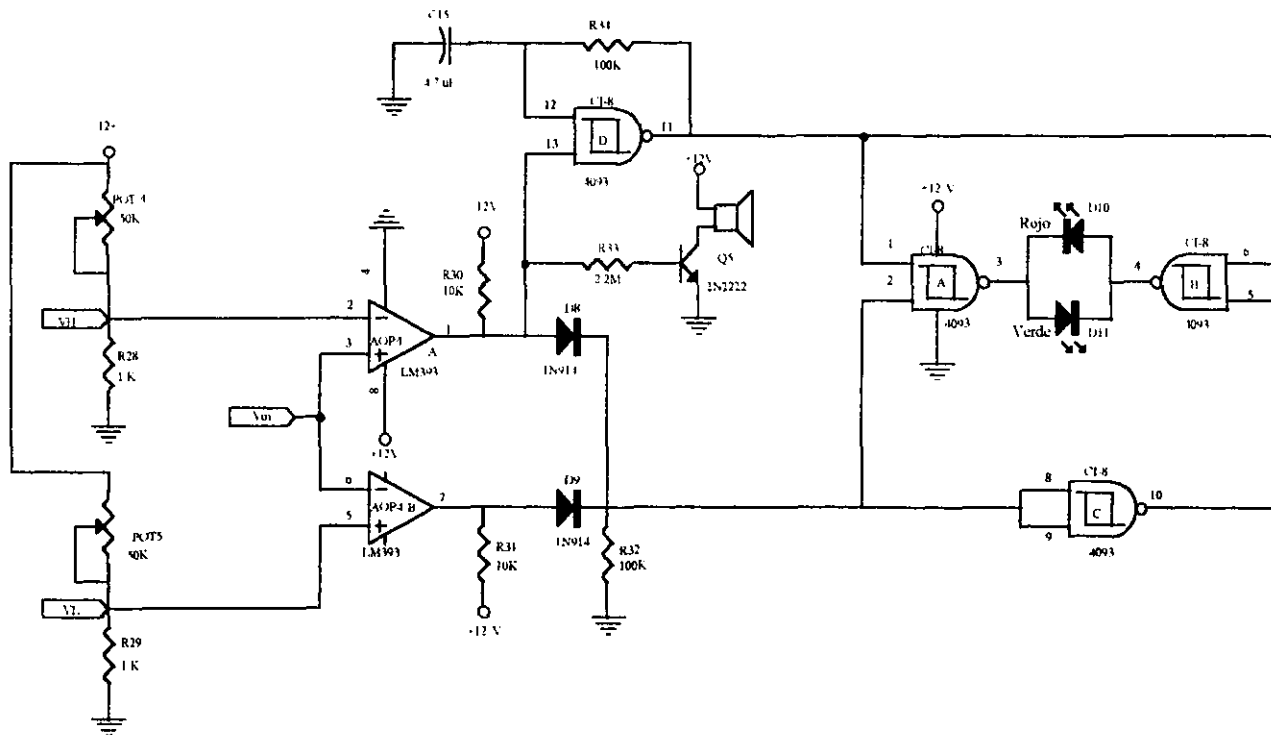 C15
4.7 uF
R34
100K
12
13
CI-8
D
4093
11
12+
POT 4
50K
VH
R28
1 K
Vin
POT5
50K
VL
R29
1 K
4
2
3
AOP4
A
1
LM393
8
+12V
6
5
AOP4 B
7
LM393
12V
R30
10K
R33
2.2M
+12V
Q5
2N2222
D8
1N914
D9
1N914
R31
10K
+12 V
R32
100K
+12 V
CI-8
1
2
A
3
4093
Rojo
D10
Verde
D11
4
CI-8
B
6
5
4093
CI-8
8
9
C
10
4093